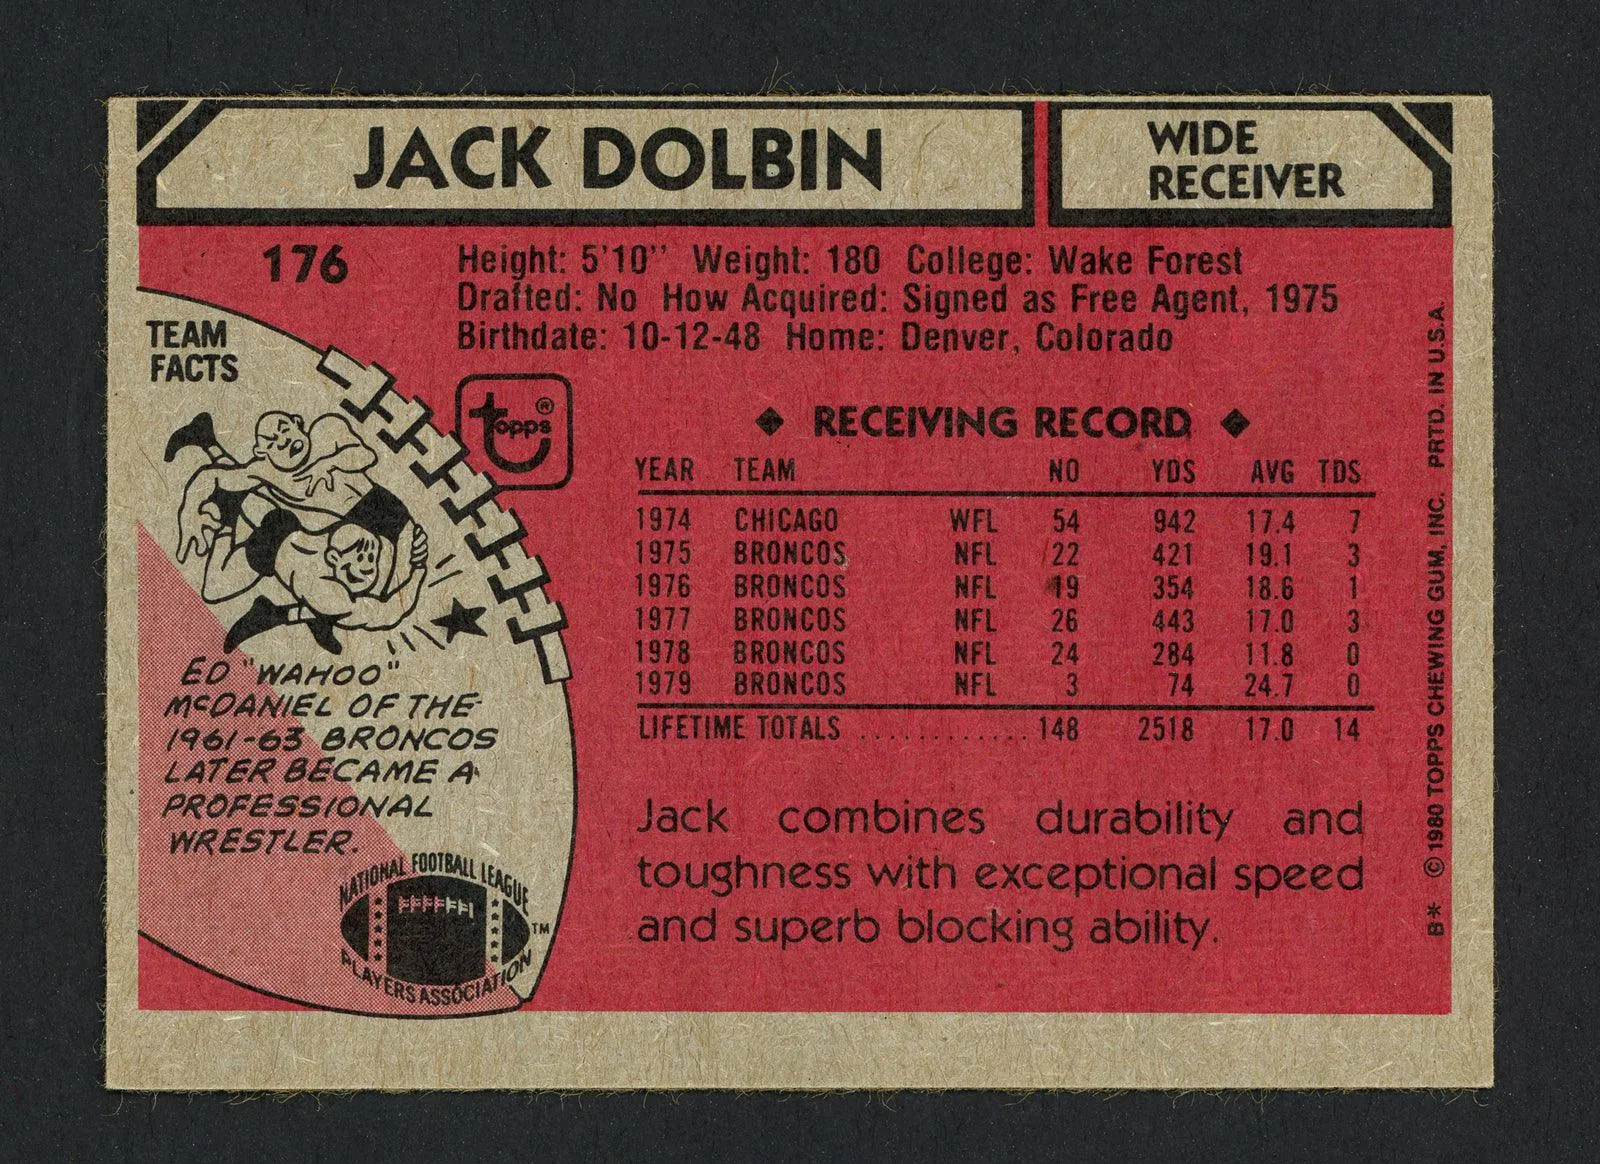 JACK DOLBIN
WIDE
RECEIVER
176
Height: 5'10" Weight: 180 College: Wake Forest
Drafted: No How Acquired: Signed as Free Agent, 1975
Birthdate: 10-12-48 Home: Denver, Colorado
TEAM
FACTS
topps®
◆ RECEIVING RECORD ◆
YEAR TEAM NO YDS AVG TDS
1974 CHICAGO WFL 54 942 17.4 7
1975 BRONCOS NFL 22 421 19.1 3
1976 BRONCOS NFL 19 354 18.6 1
1977 BRONCOS NFL 26 443 17.0 3
1978 BRONCOS NFL 24 284 11.8 0
1979 BRONCOS NFL 3 74 24.7 0
LIFETIME TOTALS ............ 148 2518 17.0 14
ED "WAHOO"
McDANIEL OF THE
1961-63 BRONCOS
LATER BECAME A
PROFESSIONAL
WRESTLER.
NATIONAL FOOTBALL LEAGUE
PLAYERS ASSOCIATION
TM
Jack combines durability and
toughness with exceptional speed
and superb blocking ability.
B* © 1980 TOPPS CHEWING GUM, INC. PRTD. IN U.S.A.